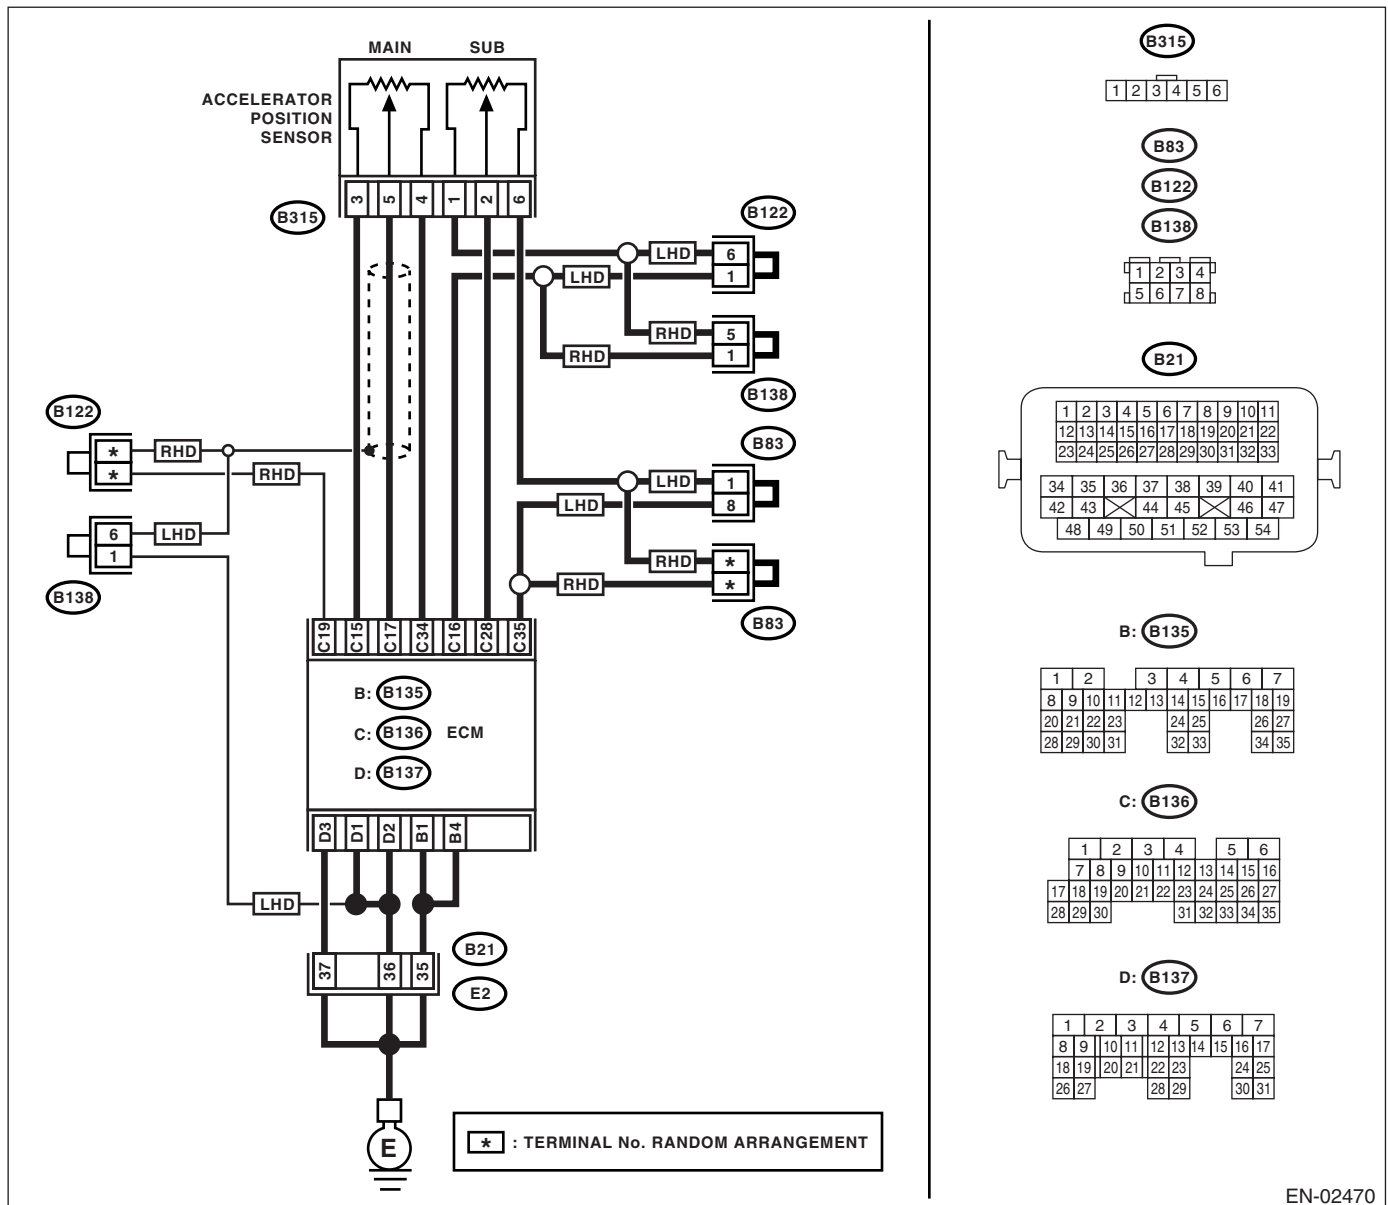 MAIN SUB
ACCELERATOR
POSITION
SENSOR
3 5 4 1 2 6
B315
B122
LHD 6
LHD 1
RHD 5
RHD 1
B138
B122
* RHD
* RHD
B83
LHD 1
LHD 8
6 LHD
1
B138
RHD *
RHD *
B83
C19 C15 C17 C34 C16 C28 C35
B: B135
C: B136 ECM
D: B137
D3 D1 D2 B1 B4
LHD
B21
37 36 35
E2
E
* : TERMINAL No. RANDOM ARRANGEMENT
B315
1 2 3 4 5 6
B83
B122
B138
1 2 3 4
5 6 7 8
B21
1 2 3 4 5 6 7 8 9 10 11
12 13 14 15 16 17 18 19 20 21 22
23 24 25 26 27 28 29 30 31 32 33
34 35 36 37 38 39 40 41
42 43 44 45 46 47
48 49 50 51 52 53 54
B: B135
1 2 3 4 5 6 7
8 9 10 11 12 13 14 15 16 17 18 19
20 21 22 23 24 25 26 27
28 29 30 31 32 33 34 35
C: B136
1 2 3 4 5 6
7 8 9 10 11 12 13 14 15 16
17 18 19 20 21 22 23 24 25 26 27
28 29 30 31 32 33 34 35
D: B137
1 2 3 4 5 6 7
8 9 10 11 12 13 14 15 16 17
18 19 20 21 22 23 24 25
26 27 28 29 30 31
EN-02470